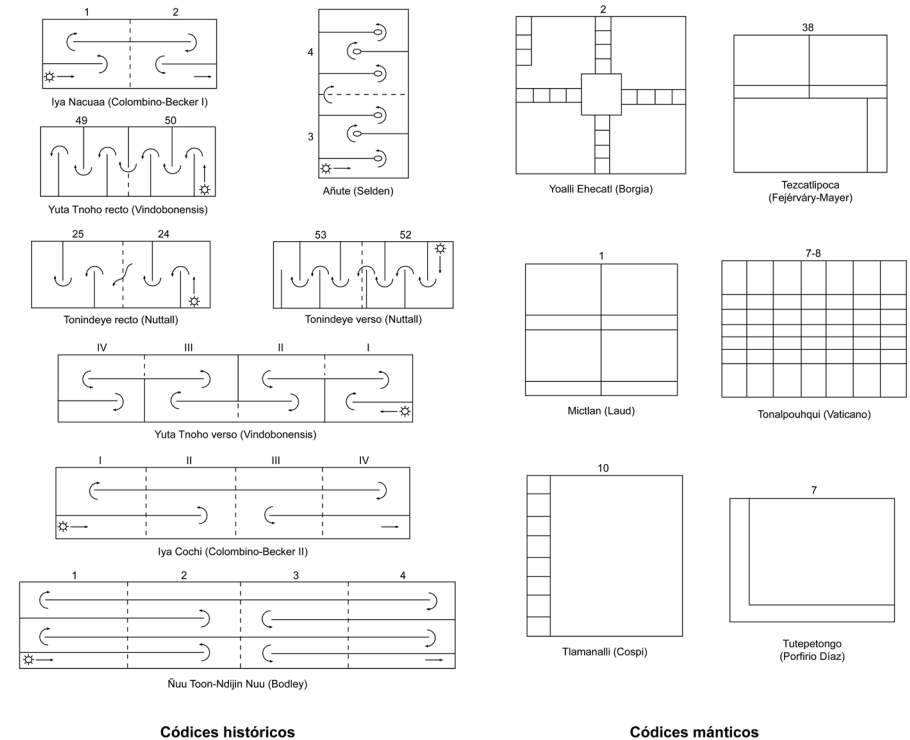 1 2
Iya Nacuaa (Colombino-Becker I)
49 50
Yuta Tnoho recto (Vindobonensis)
4
3
Añute (Selden)
25 24
Tonindeye recto (Nuttall)
53 52
Tonindeye verso (Nuttall)
IV III II I
Yuta Tnoho verso (Vindobonensis)
I II III IV
Iya Cochi (Colombino-Becker II)
1 2 3 4
Ñuu Toon-Ndijin Nuu (Bodley)
Códices históricos
2
Yoalli Ehecatl (Borgia)
38
Tezcatlipoca
(Fejérváry-Mayer)
1
Mictlan (Laud)
7-8
Tonalpouhqui (Vaticano)
10
Tlamanalli (Cospi)
7
Tutepetongo
(Porfirio Díaz)
Códices mánticos